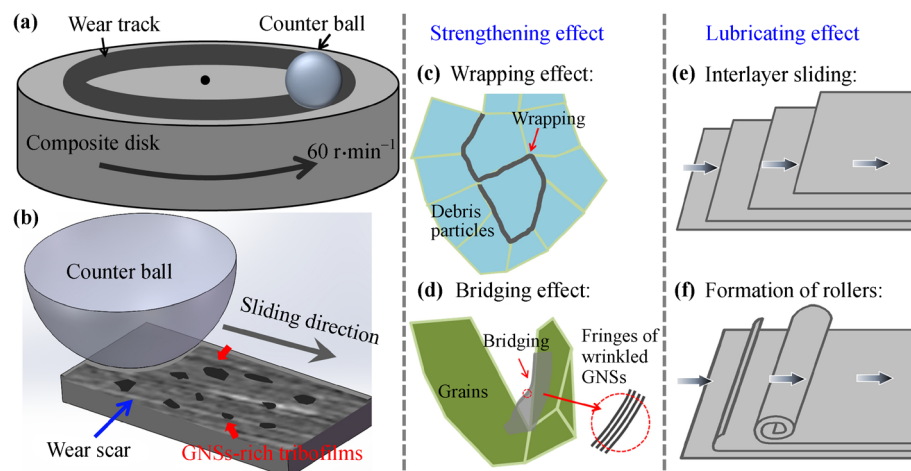 (a)
Wear track
Counter ball
Composite disk
60 r·min⁻¹
(b)
Counter ball
Sliding direction
Wear scar
GNSs-rich tribofilms
Strengthening effect
(c) Wrapping effect:
Wrapping
Debris
particles
(d) Bridging effect:
Bridging
Grains
Fringes of
wrinkled
GNSs
Lubricating effect
(e) Interlayer sliding:
(f) Formation of rollers: